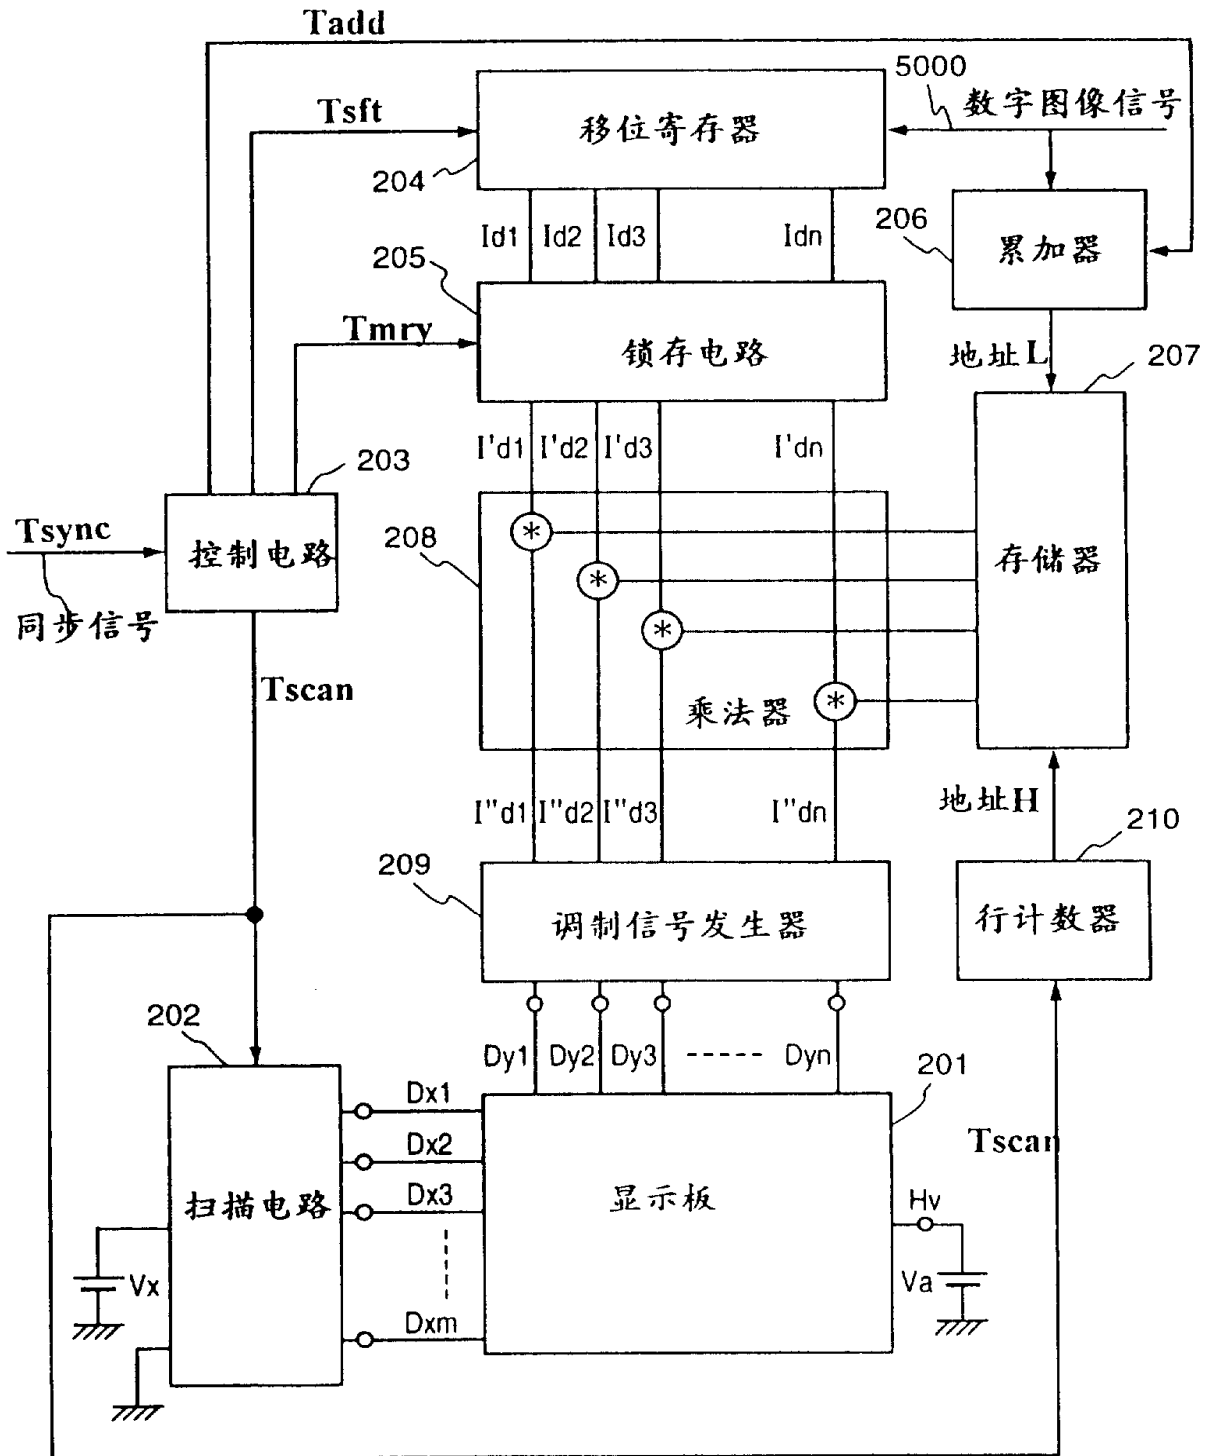 Tadd
5000
数字图像信号
Tsft
移位寄存器
204
206
累加器
Id1
Id2
Id3
Idn
205
Tmry
锁存电路
地址L
207
I'd1
I'd2
I'd3
I'dn
203
Tsync
控制电路
同步信号
208
*
*
*
*
存储器
乘法器
Tscan
地址H
I"d1
I"d2
I"d3
I"dn
210
209
调制信号发生器
行计数器
202
Dy1
Dy2
Dy3
-----
Dyn
201
Dx1
Dx2
Dx3
Dxm
扫描电路
显示板
Tscan
Hv
Vx
Va